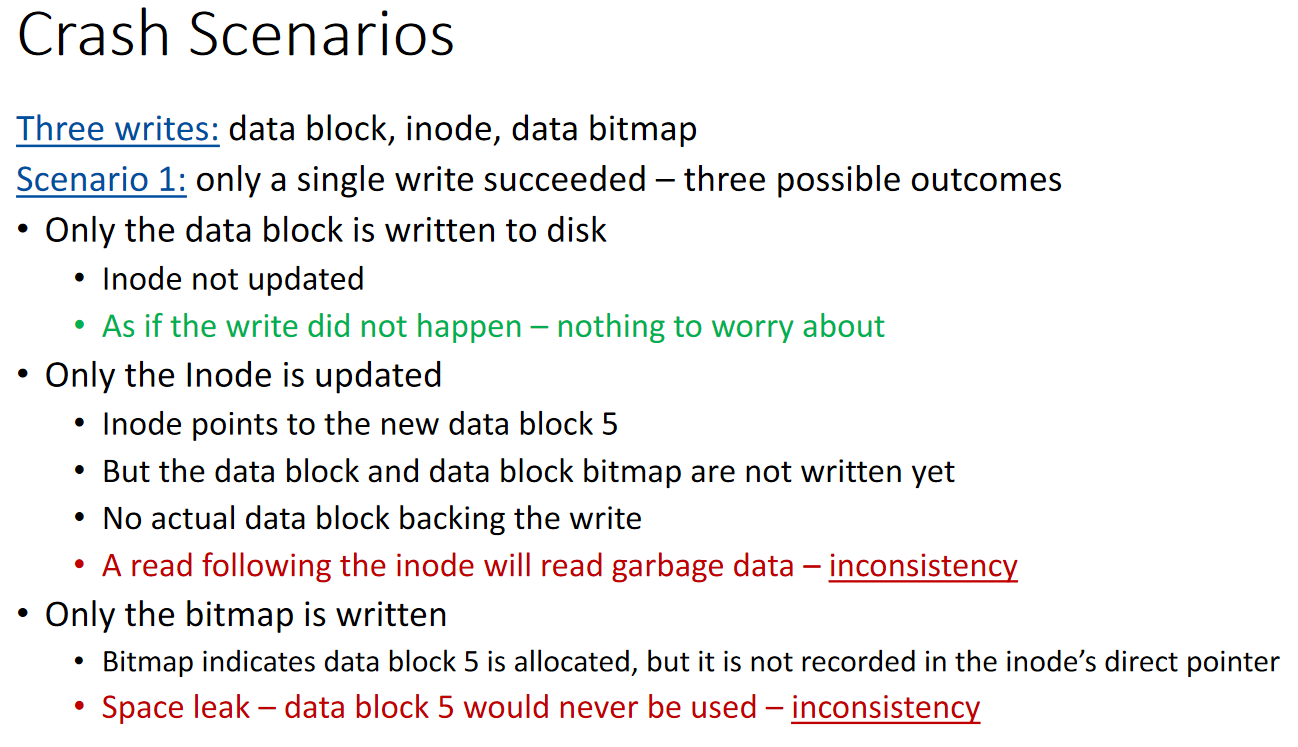 Crash Scenarios
Three writes: data block, inode, data bitmap
Scenario 1: only a single write succeeded – three possible outcomes
• Only the data block is written to disk
• Inode not updated
• As if the write did not happen – nothing to worry about
• Only the Inode is updated
• Inode points to the new data block 5
• But the data block and data block bitmap are not written yet
• No actual data block backing the write
• A read following the inode will read garbage data – inconsistency
• Only the bitmap is written
• Bitmap indicates data block 5 is allocated, but it is not recorded in the inode’s direct pointer
• Space leak – data block 5 would never be used – inconsistency